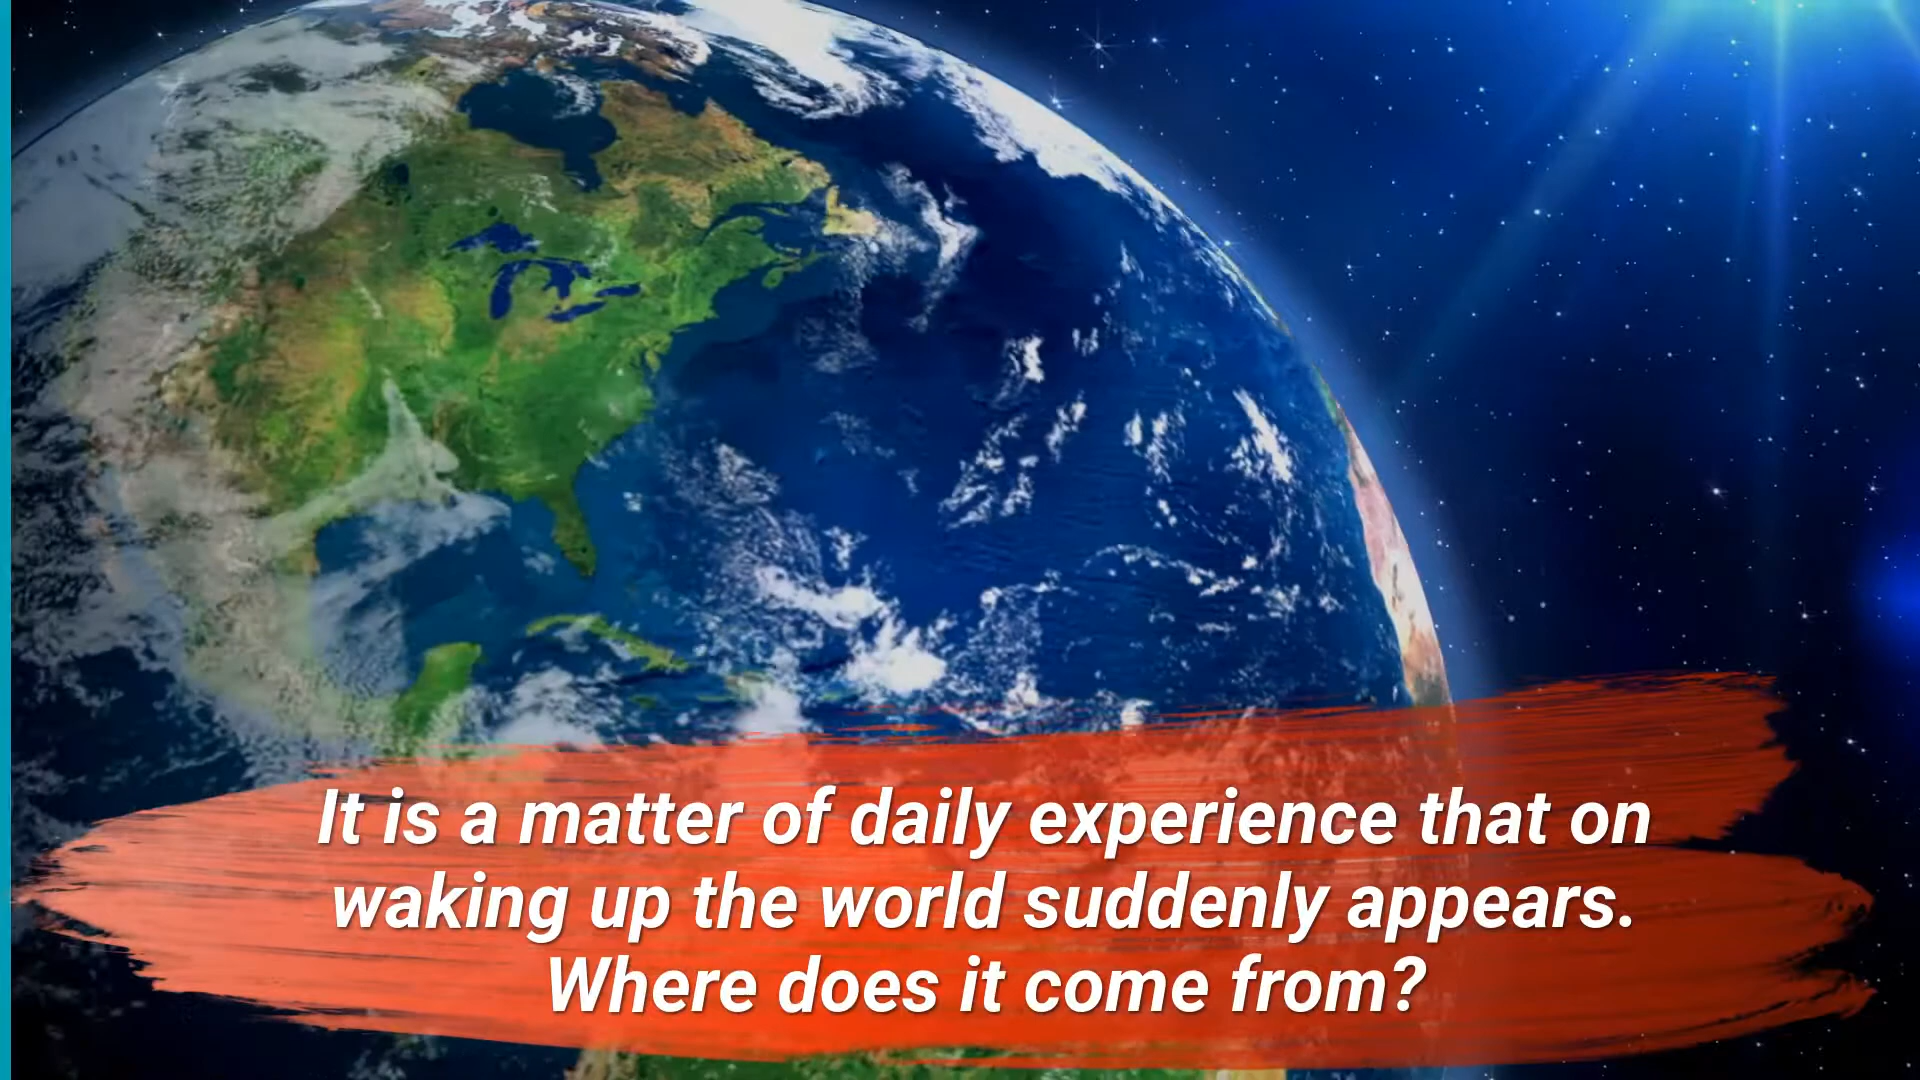 It is a matter of daily experience that on
waking up the world suddenly appears.
Where does it come from?